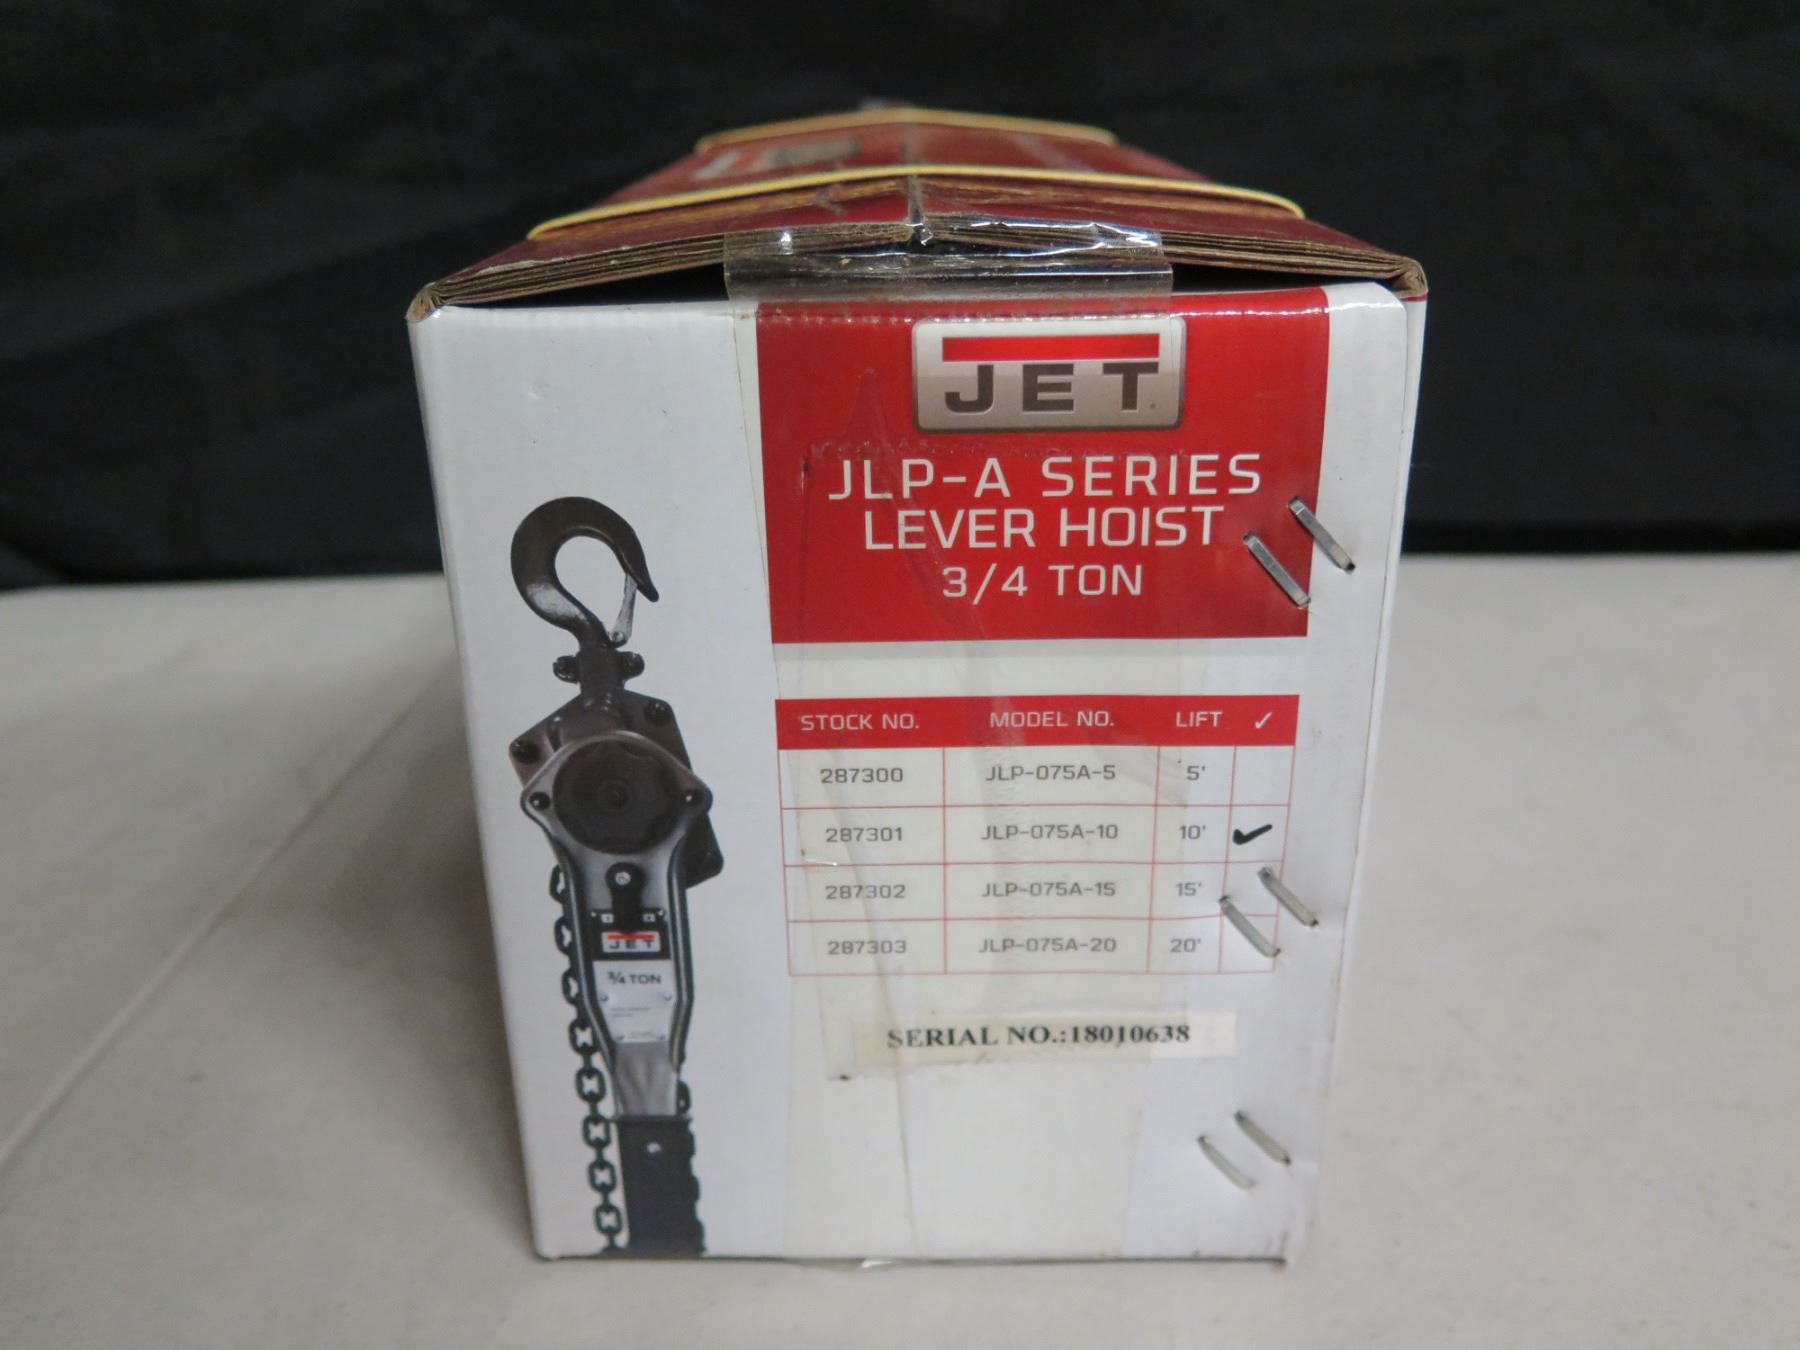 JET
JLP-A SERIES
LEVER HOIST
3/4 TON
STOCK NO. MODEL NO. LIFT ✓
287300 JLP-075A-5 5'
287301 JLP-075A-10 10' ✓
287302 JLP-075A-15 15'
287303 JLP-075A-20 20'
SERIAL NO.:18010638
JET
3/4 TON